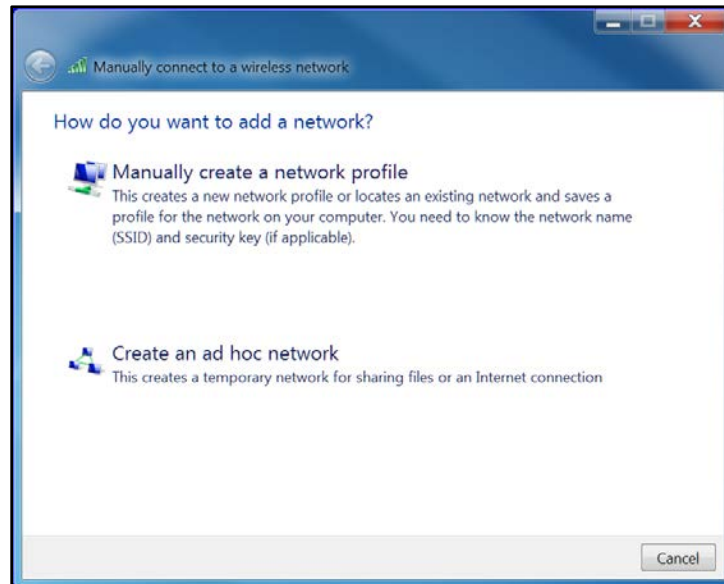 Manually connect to a wireless network
How do you want to add a network?
Manually create a network profile
This creates a new network profile or locates an existing network and saves a
profile for the network on your computer. You need to know the network name
(SSID) and security key (if applicable).
Create an ad hoc network
This creates a temporary network for sharing files or an Internet connection
Cancel